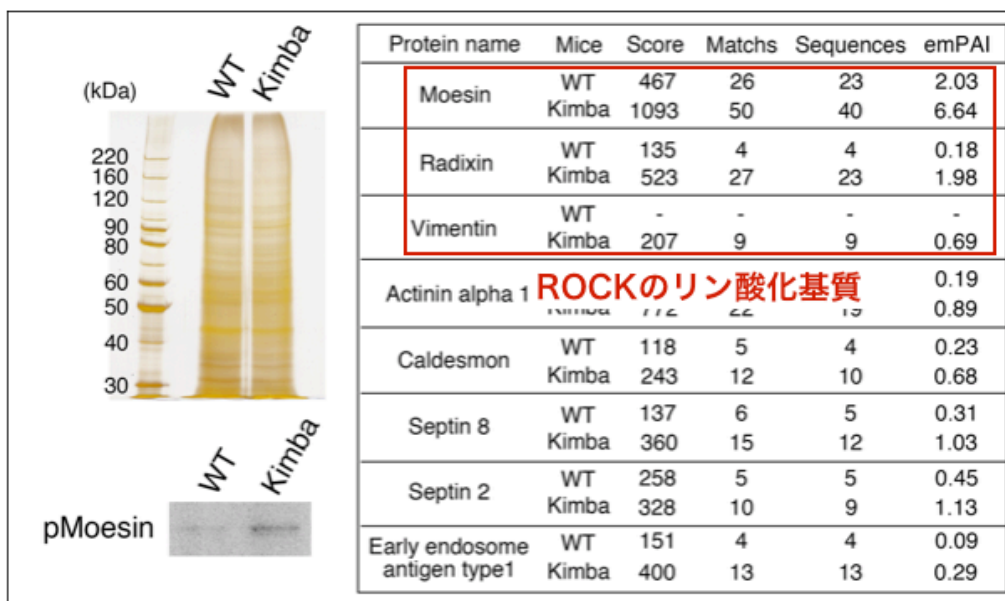 WT Kimba
(kDa)
220
160
120
90
80
60
50
40
30
WT Kimba
pMoesin
Protein name Mice Score Matchs Sequences emPAI
Moesin WT 467 26 23 2.03
Kimba 1093 50 40 6.64
Radixin WT 135 4 4 0.18
Kimba 523 27 23 1.98
Vimentin WT - - - -
Kimba 207 9 9 0.69
Actinin alpha 1 ROCKのリン酸化基質 0.19
0.89
Caldesmon WT 118 5 4 0.23
Kimba 243 12 10 0.68
Septin 8 WT 137 6 5 0.31
Kimba 360 15 12 1.03
Septin 2 WT 258 5 5 0.45
Kimba 328 10 9 1.13
Early endosome WT 151 4 4 0.09
antigen type1 Kimba 400 13 13 0.29